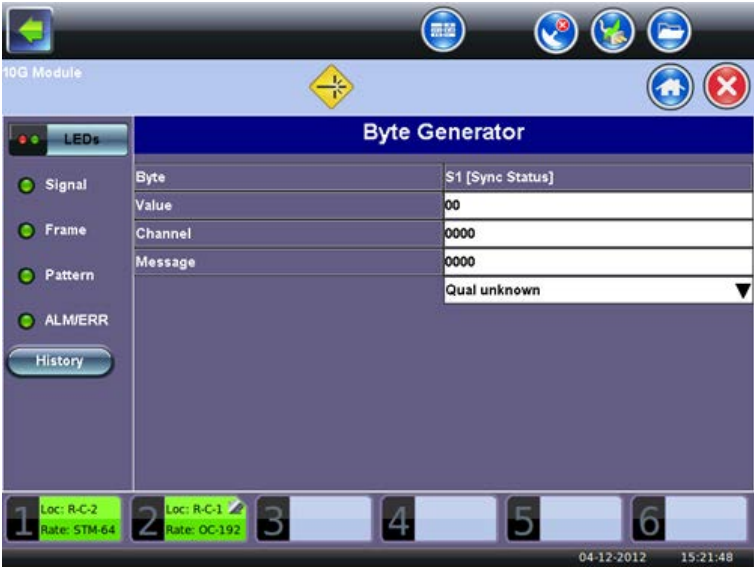 10G Module
LEDs
Byte Generator
Signal
Byte S1 [Sync Status]
Value 00
Frame
Channel 0000
Message 0000
Pattern
Qual unknown
ALM/ERR
History
1 Loc: R-C-2 Rate: STM-64
2 Loc: R-C-1 Rate: OC-192
3
4
5
6
04-12-2012 15:21:48